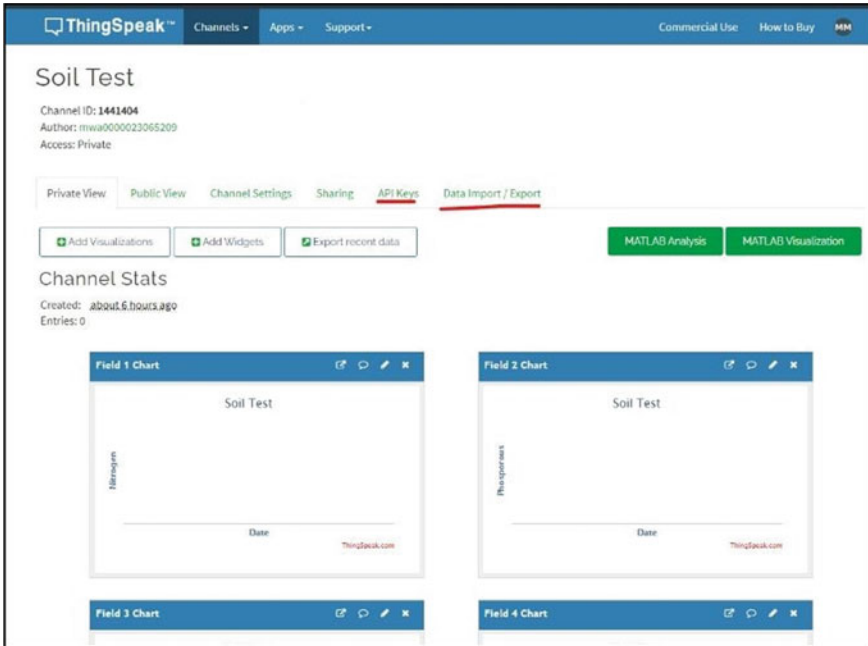 ThingSpeak™ Channels Apps Support Commercial Use How to Buy MM
Soil Test
Channel ID: 1441404
Author: mwa0000023065209
Access: Private
Private View Public View Channel Settings Sharing API Keys Data Import / Export
Add Visualizations Add Widgets Export recent data MATLAB Analysis MATLAB Visualization
Channel Stats
Created: about 6 hours ago
Entries: 0
Field 1 Chart
Soil Test
Nitrogen
Date
ThingSpeak.com
Field 2 Chart
Soil Test
Phosporous
Date
ThingSpeak.com
Field 3 Chart
Field 4 Chart